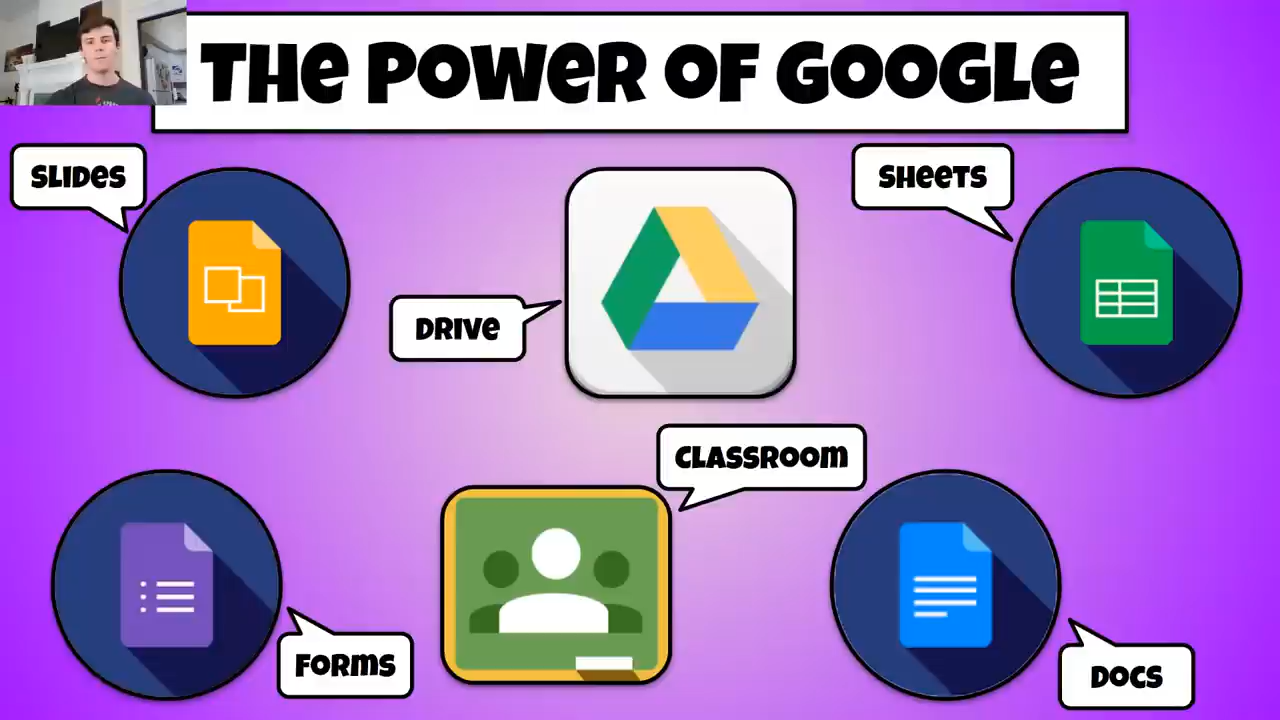 THE POWER OF GOOGLE
SLIDES
SHEETS
DRIVE
CLASSROOM
FORMS
DOCS